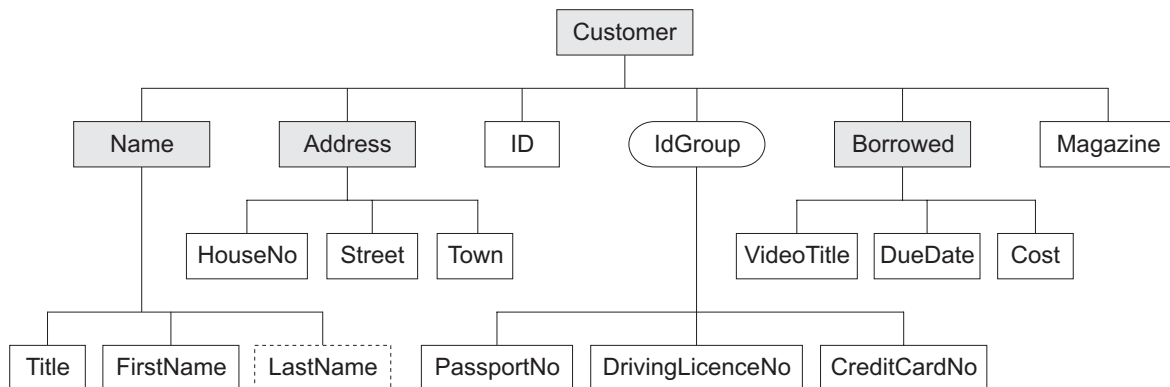 Customer
Name Address ID IdGroup Borrowed Magazine
HouseNo Street Town VideoTitle DueDate Cost
Title FirstName LastName PassportNo DrivingLicenceNo CreditCardNo